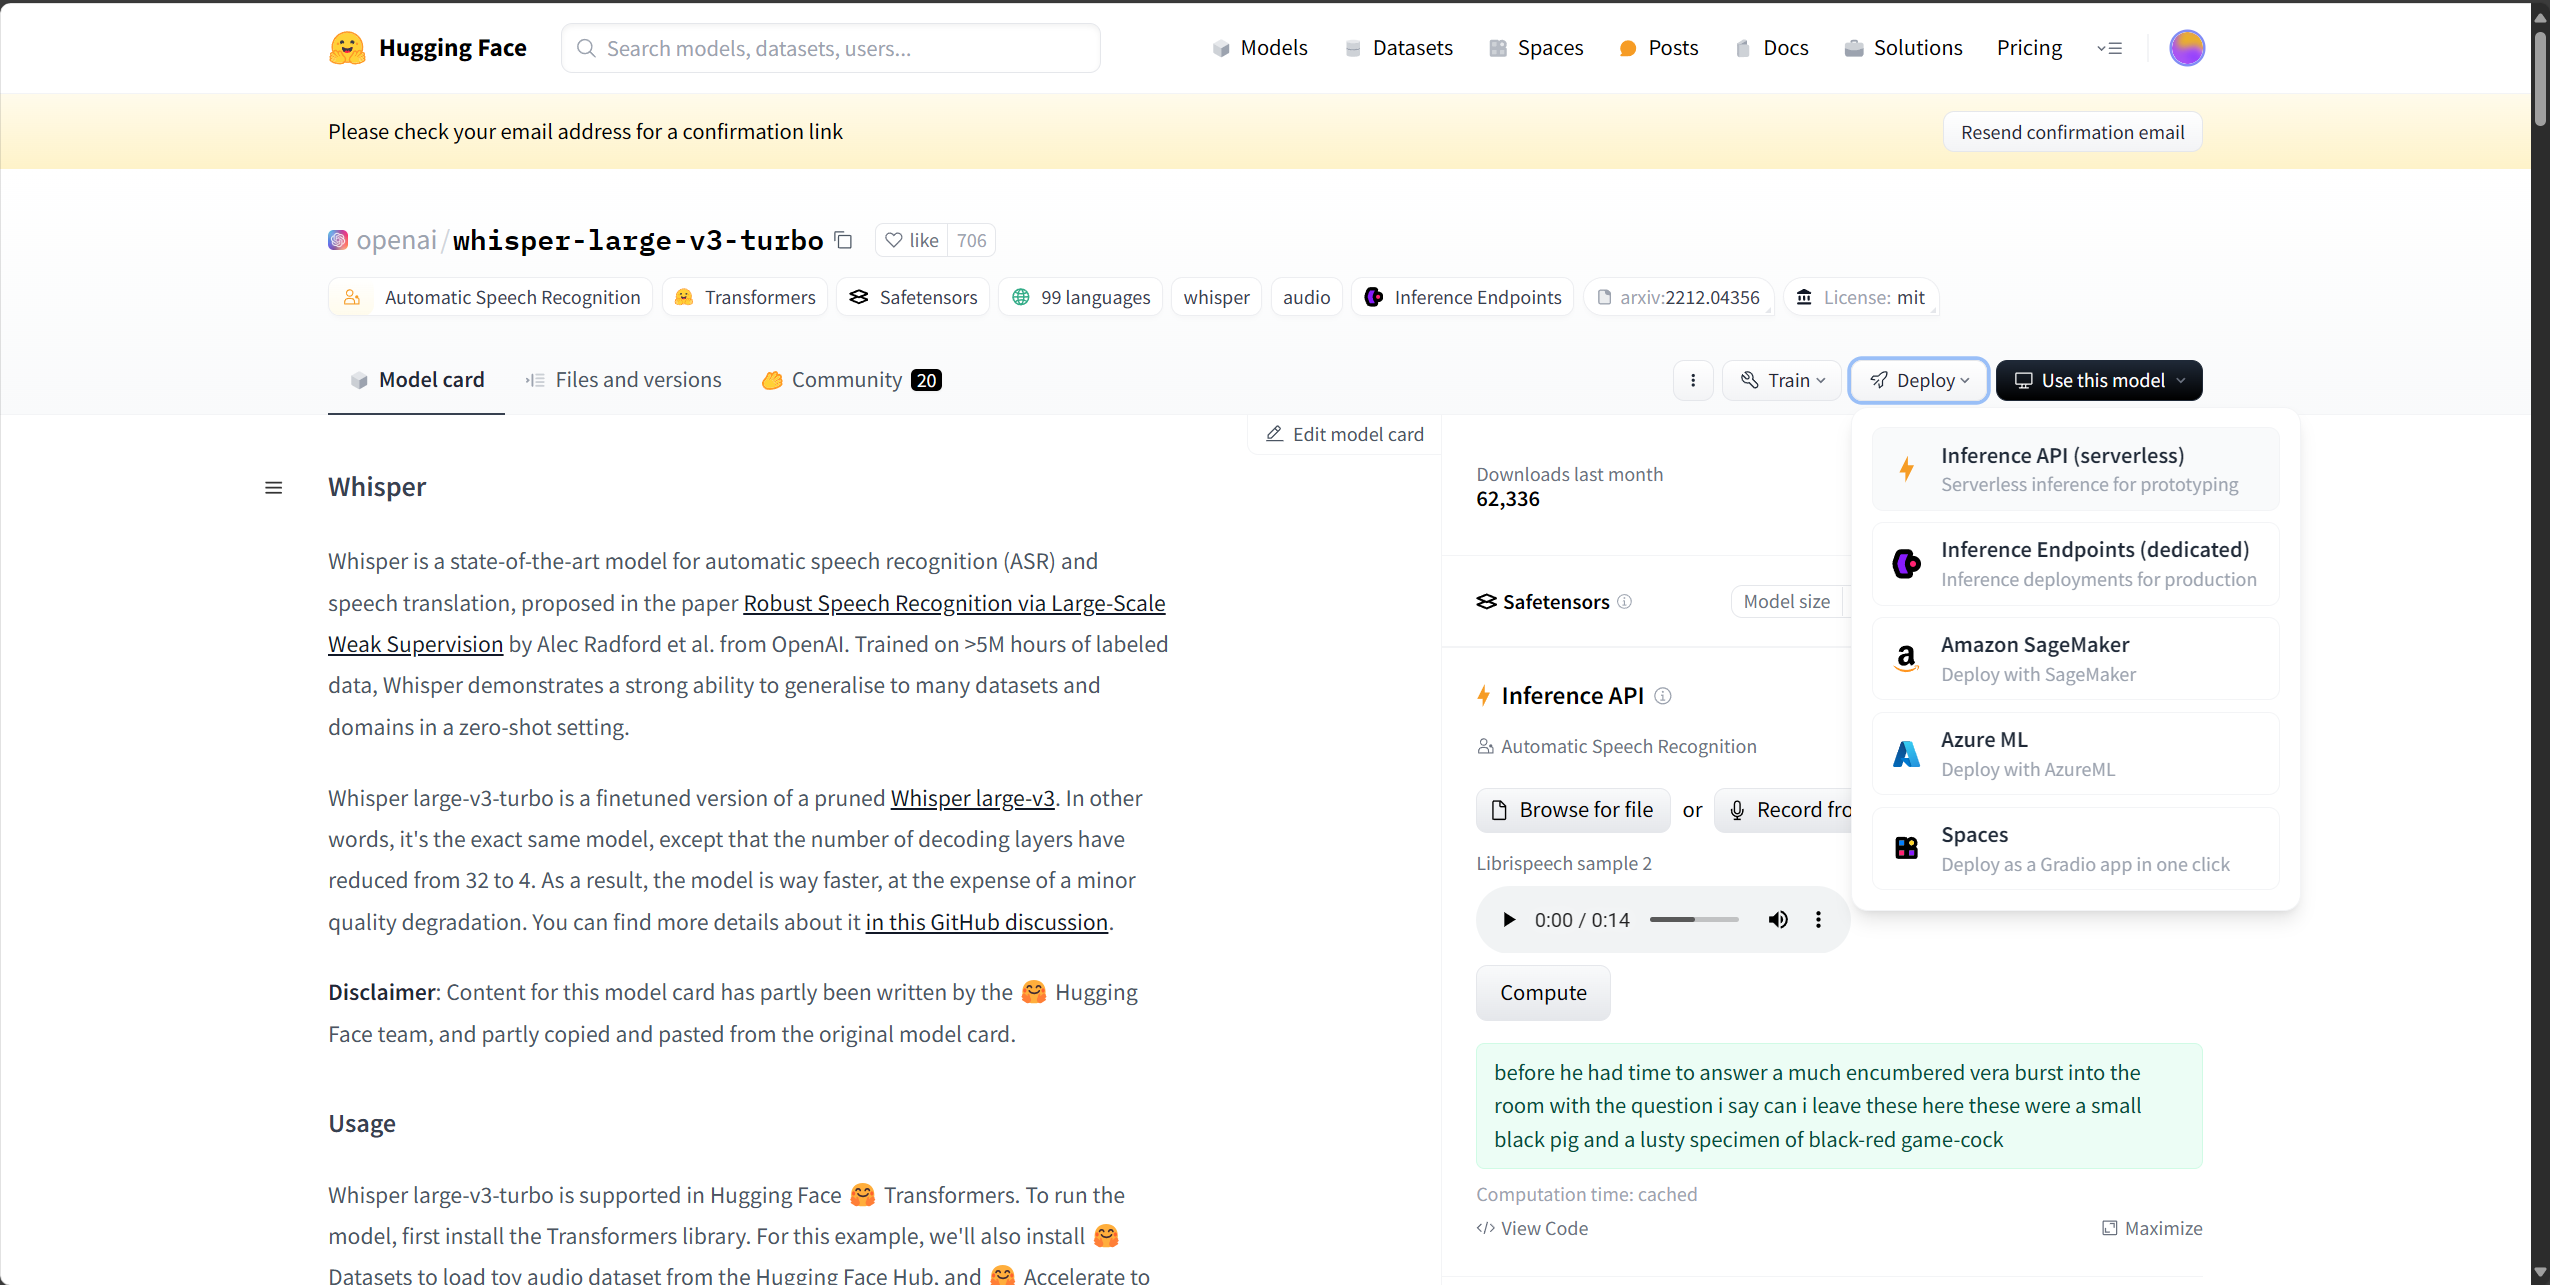 Hugging Face
Search models, datasets, users...
Models
Datasets
Spaces
Posts
Docs
Solutions
Pricing
Please check your email address for a confirmation link
Resend confirmation email
openai/whisper-large-v3-turbo
like 706
Automatic Speech Recognition
Transformers
Safetensors
99 languages
whisper
audio
Inference Endpoints
arxiv:2212.04356
License: mit
Model card
Files and versions
Community 20
Train
Deploy
Use this model
Edit model card
Whisper
Whisper is a state-of-the-art model for automatic speech recognition (ASR) and
speech translation, proposed in the paper Robust Speech Recognition via Large-Scale
Weak Supervision by Alec Radford et al. from OpenAI. Trained on >5M hours of labeled
data, Whisper demonstrates a strong ability to generalise to many datasets and
domains in a zero-shot setting.
Whisper large-v3-turbo is a finetuned version of a pruned Whisper large-v3. In other
words, it's the exact same model, except that the number of decoding layers have
reduced from 32 to 4. As a result, the model is way faster, at the expense of a minor
quality degradation. You can find more details about it in this GitHub discussion.
Disclaimer: Content for this model card has partly been written by the 🤗 Hugging
Face team, and partly copied and pasted from the original model card.
Usage
Whisper large-v3-turbo is supported in Hugging Face 🤗 Transformers. To run the
model, first install the Transformers library. For this example, we'll also install 🤗
Datasets to load toy audio dataset from the Hugging Face Hub, and 🤗 Accelerate to
Downloads last month
62,336
Safetensors
Model size
Inference API
Automatic Speech Recognition
Browse for file
or
Record fro
Librispeech sample 2
0:00 / 0:14
Compute
before he had time to answer a much encumbered vera burst into the
room with the question i say can i leave these here these were a small
black pig and a lusty specimen of black-red game-cock
Computation time: cached
View Code
Maximize
Inference API (serverless)
Serverless inference for prototyping
Inference Endpoints (dedicated)
Inference deployments for production
Amazon SageMaker
Deploy with SageMaker
Azure ML
Deploy with AzureML
Spaces
Deploy as a Gradio app in one click